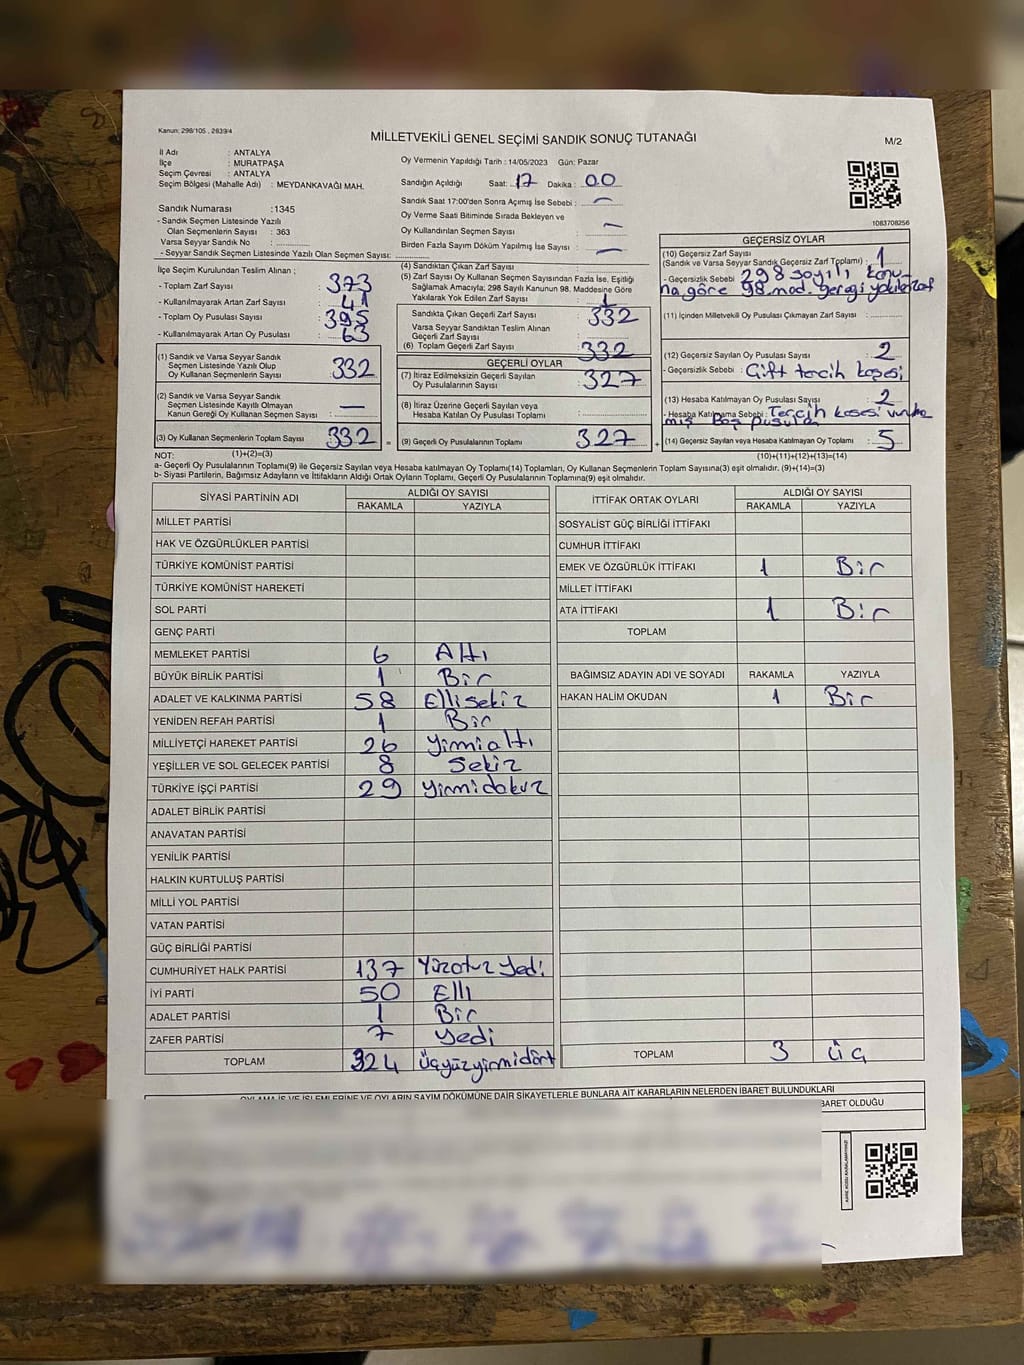 Kanun: 298/105 , 2839/4
MİLLETVEKİLİ GENEL SEÇİMİ SANDIK SONUÇ TUTANAĞI
M/2
İl Adı : ANTALYA
İlçe : MURATPAŞA
Seçim Çevresi : ANTALYA
Seçim Bölgesi (Mahalle Adı) : MEYDANKAVAĞI MAH.
Oy Vermenin Yapıldığı Tarih : 14/05/2023 Gün: Pazar
Sandığın Açıldığı Saat: 17 Dakika : 00
Sandık Saat 17:00'den Sonra Açımış İse Sebebi : —
Oy Verme Saati Bitiminde Sırada Bekleyen ve
Oy Kullandırılan Seçmen Sayısı : —
Birden Fazla Sayım Döküm Yapılmış İse Sayısı : —
1083708256
Sandık Numarası : 1345
- Sandık Seçmen Listesinde Yazılı
Olan Seçmenlerin Sayısı : 363
Varsa Seyyar Sandık No : ..............
- Seyyar Sandık Seçmen Listesinde Yazılı Olan Seçmen Sayısı: ..............
İlçe Seçim Kurulundan Teslim Alınan ;
- Toplam Zarf Sayısı : 373
- Kullanılmayarak Artan Zarf Sayısı : 41
- Toplam Oy Pusulası Sayısı : 395
- Kullanılmayarak Artan Oy Pusulası : 63
(1) Sandık ve Varsa Seyyar Sandık
Seçmen Listesinde Yazılı Olup
Oy Kullanan Seçmenlerin Sayısı : 332
(2) Sandık ve Varsa Seyyar Sandık
Seçmen Listesinde Kayıtlı Olmayan
Kanun Gereği Oy Kullanan Seçmen Sayısı : —
(3) Oy Kullanan Seçmenlerin Toplam Sayısı : 332 =
(1)+(2)=(3)
(4) Sandıktan Çıkan Zarf Sayısı :
(5) Zarf Sayısı Oy Kullanan Seçmen Sayısından Fazla İse, Eşitliği
Sağlamak Amacıyla; 298 Sayılı Kanunun 98. Maddesine Göre
Yakılarak Yok Edilen Zarf Sayısı : 1
Sandıkta Çıkan Geçerli Zarf Sayısı : 332
Varsa Seyyar Sandıktan Teslim Alınan
Geçerli Zarf Sayısı :
(6) Toplam Geçerli Zarf Sayısı : 332
GEÇERLİ OYLAR
(7) İtiraz Edilmeksizin Geçerli Sayılan
Oy Pusulalarının Sayısı : 327
(8) İtiraz Üzerine Geçerli Sayılan veya
Hesaba Katılan Oy Pusulası Toplamı :
(9) Geçerli Oy Pusulalarının Toplamı : 327 +
GEÇERSİZ OYLAR
(10) Geçersiz Zarf Sayısı
(Sandık ve Varsa Seyyar Sandık Geçersiz Zarf Toplamı) : 1
- Geçersizlik Sebebi : 298 sayılı konu-
na göre 98. mad. geregi
(11) İçinden Milletvekili Oy Pusulası Çıkmayan Zarf Sayısı :
(12) Geçersiz Sayılan Oy Pusulası Sayısı : 2
- Geçersizlik Sebebi : Çift tercih kaşesi
(13) Hesaba Katılmayan Oy Pusulası Sayısı : 2
- Hesaba Katılmama Sebebi : Tercih kasesi vurulma
mış Boş pusula
(14) Geçersiz Sayılan veya Hesaba Katılmayan Oy Toplamı : 5
(10)+(11)+(12)+(13)=(14)
NOT:
a- Geçerli Oy Pusulalarının Toplamı(9) ile Geçersiz Sayılan veya Hesaba katılmayan Oy Toplamı(14) Toplamları, Oy Kullanan Seçmenlerin Toplam Sayısına(3) eşit olmalıdır. (9)+(14)=(3)
b- Siyasi Partilerin, Bağımsız Adayların ve İttifakların Aldığı Ortak Oyların Toplamı, Geçerli Oy Pusulalarının Toplamına(9) eşit olmalıdır.
SİYASİ PARTİNİN ADI ALDIĞI OY SAYISI
RAKAMLA YAZIYLA
MİLLET PARTİSİ
HAK VE ÖZGÜRLÜKLER PARTİSİ
TÜRKİYE KOMÜNİST PARTİSİ
TÜRKİYE KOMÜNİST HAREKETİ
SOL PARTİ
GENÇ PARTİ
MEMLEKET PARTİSİ 6 Altı
BÜYÜK BİRLİK PARTİSİ 1 Bir
ADALET VE KALKINMA PARTİSİ 58 Ellisekiz
YENİDEN REFAH PARTİSİ 1 Bir
MİLLİYETÇİ HAREKET PARTİSİ 26 yirmialtı
YEŞİLLER VE SOL GELECEK PARTİSİ 8 Sekiz
TÜRKİYE İŞÇİ PARTİSİ 29 yirmidokuz
ADALET BİRLİK PARTİSİ
ANAVATAN PARTİSİ
YENİLİK PARTİSİ
HALKIN KURTULUŞ PARTİSİ
MİLLİ YOL PARTİSİ
VATAN PARTİSİ
GÜÇ BİRLİĞİ PARTİSİ
CUMHURİYET HALK PARTİSİ 137 Yüzotuz yedi
İYİ PARTİ 50 Elli
ADALET PARTİSİ 1 Bir
ZAFER PARTİSİ 7 yedi
TOPLAM 324 üçyüzyirmidört
İTTİFAK ORTAK OYLARI ALDIĞI OY SAYISI
RAKAMLA YAZIYLA
SOSYALİST GÜÇ BİRLİĞİ İTTİFAKI
CUMHUR İTTİFAKI
EMEK VE ÖZGÜRLÜK İTTİFAKI 1 Bir
MİLLET İTTİFAKI
ATA İTTİFAKI 1 Bir
TOPLAM
BAĞIMSIZ ADAYIN ADI VE SOYADI RAKAMLA YAZIYLA
HAKAN HALİM OKUDAN 1 Bir
TOPLAM 3 üç
OYLAMA İŞ VE İŞLEMLERİNE VE OYLARIN SAYIM DÖKÜMÜNE DAİR ŞİKAYETLERLE BUNLARA AİT KARARLARIN NELERDEN İBARET BULUNDUKLARI
BARET OLDUĞU